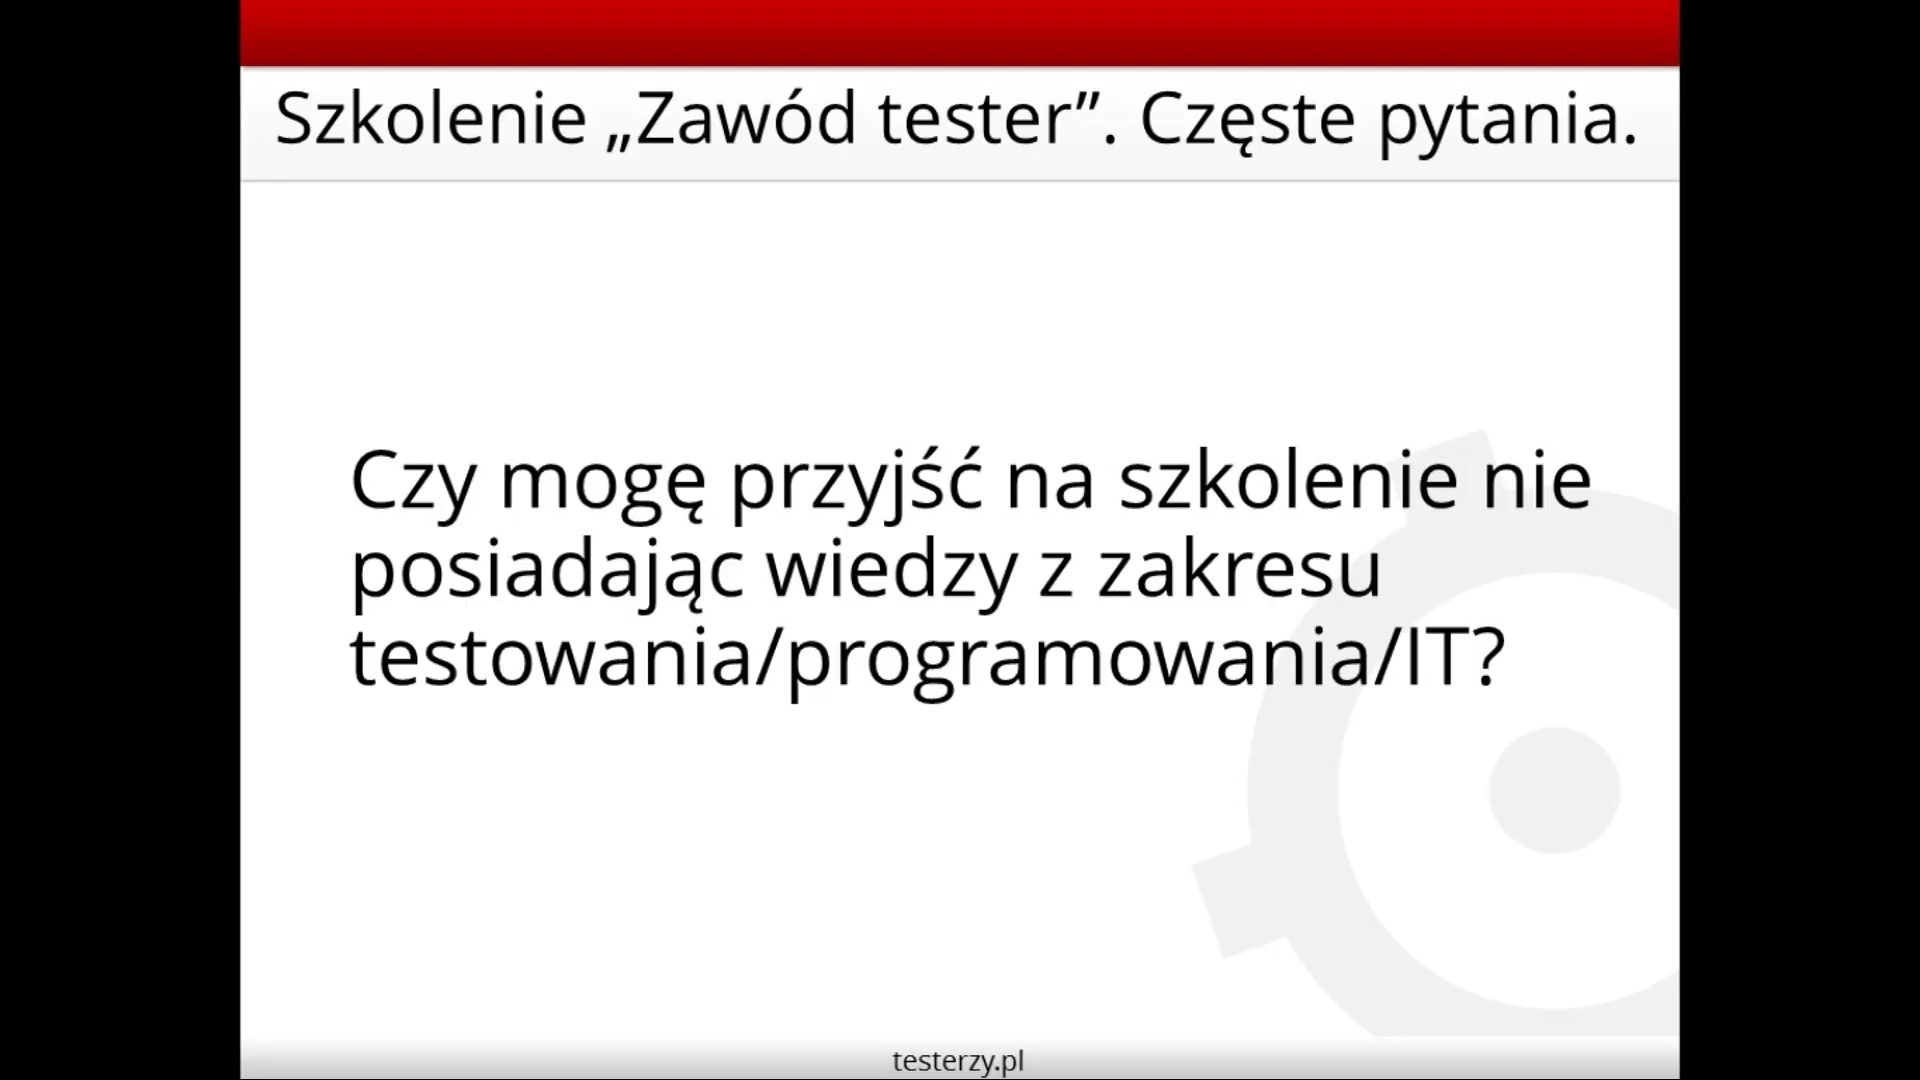 Szkolenie „Zawód tester”. Częste pytania.
Czy mogę przyjść na szkolenie nie
posiadając wiedzy z zakresu
testowania/programowania/IT?
testerzy.pl